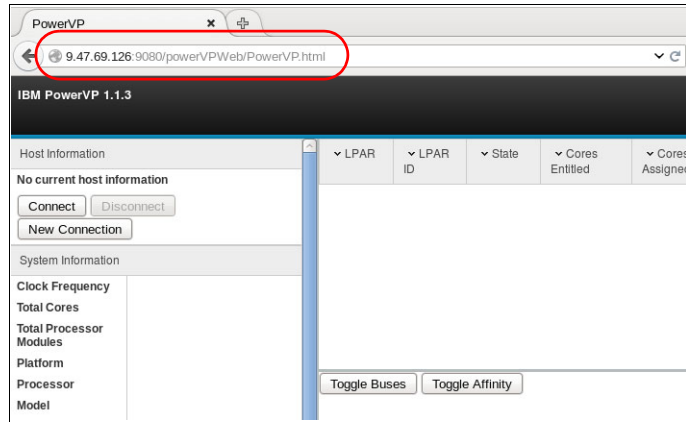 PowerVP
9.47.69.126:9080/powerVPWeb/PowerVP.html
IBM PowerVP 1.1.3
Host Information
No current host information
Connect Disconnect
New Connection
System Information
Clock Frequency
Total Cores
Total Processor
Modules
Platform
Processor
Model
LPAR
LPAR
ID
State
Cores
Entitled
Cores
Assigned
Toggle Buses Toggle Affinity